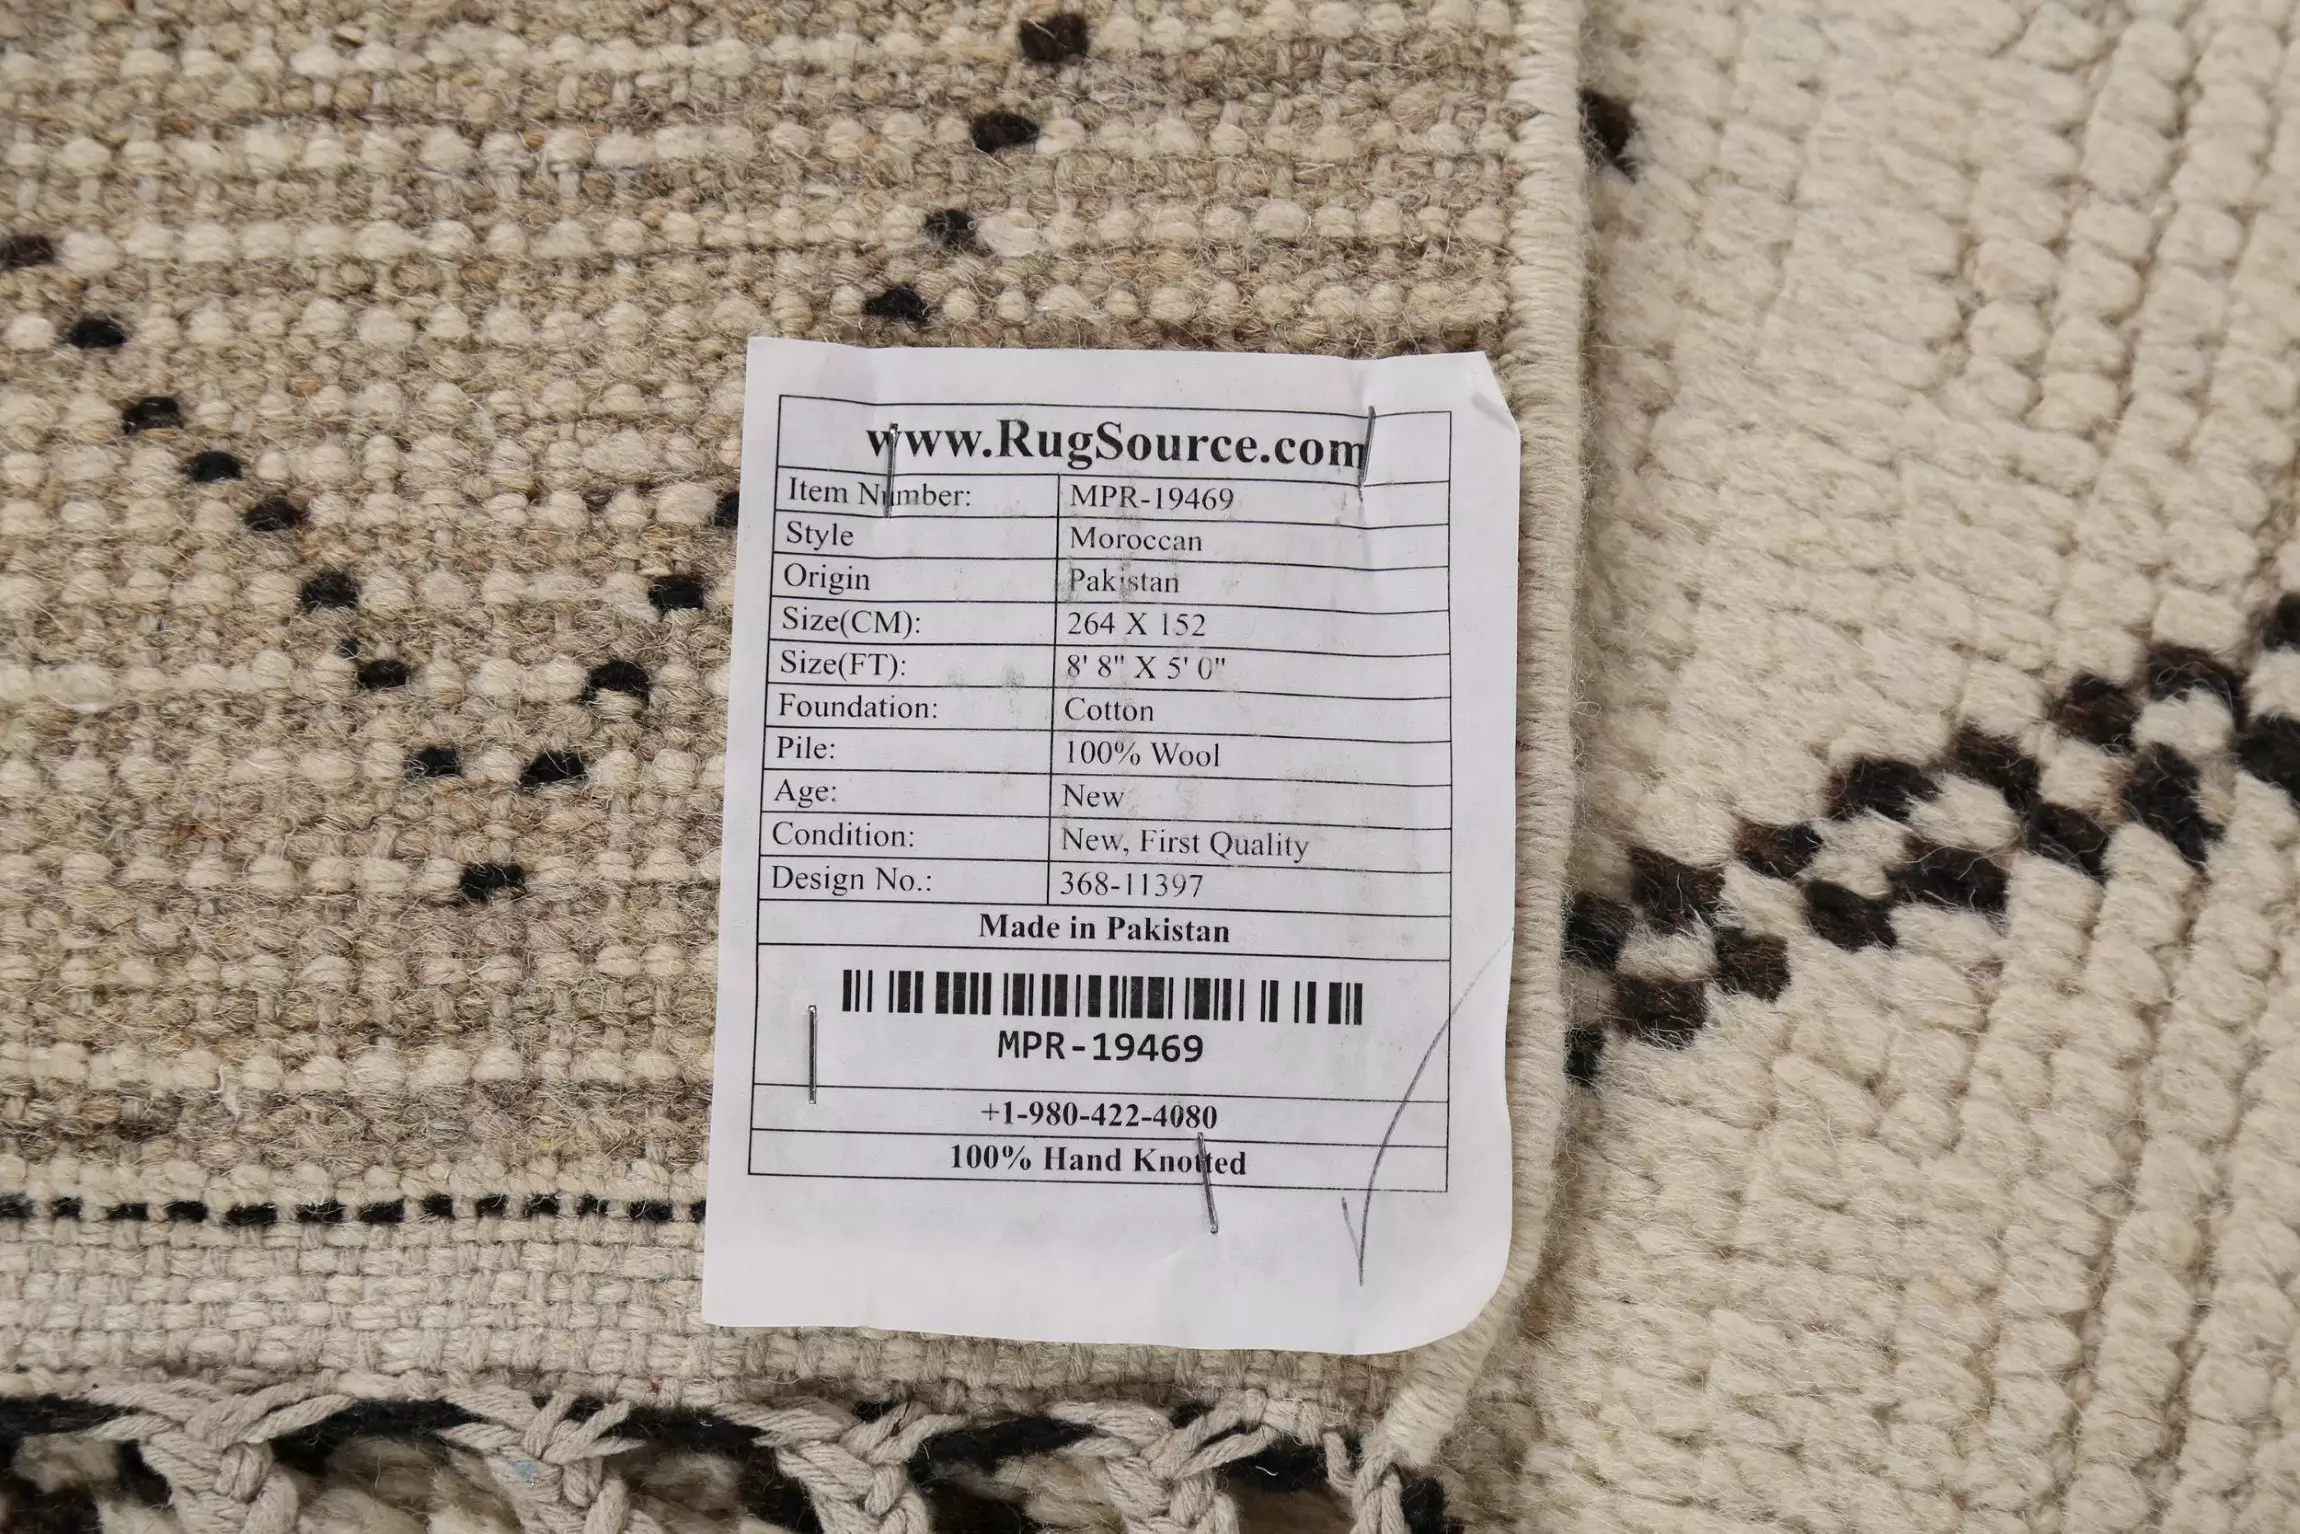 www.RugSource.com
Item Number: MPR-19469
Style Moroccan
Origin Pakistan
Size(CM): 264 X 152
Size(FT): 8' 8" X 5' 0"
Foundation: Cotton
Pile: 100% Wool
Age: New
Condition: New, First Quality
Design No.: 368-11397
Made in Pakistan
MPR-19469
+1-980-422-4080
100% Hand Knotted